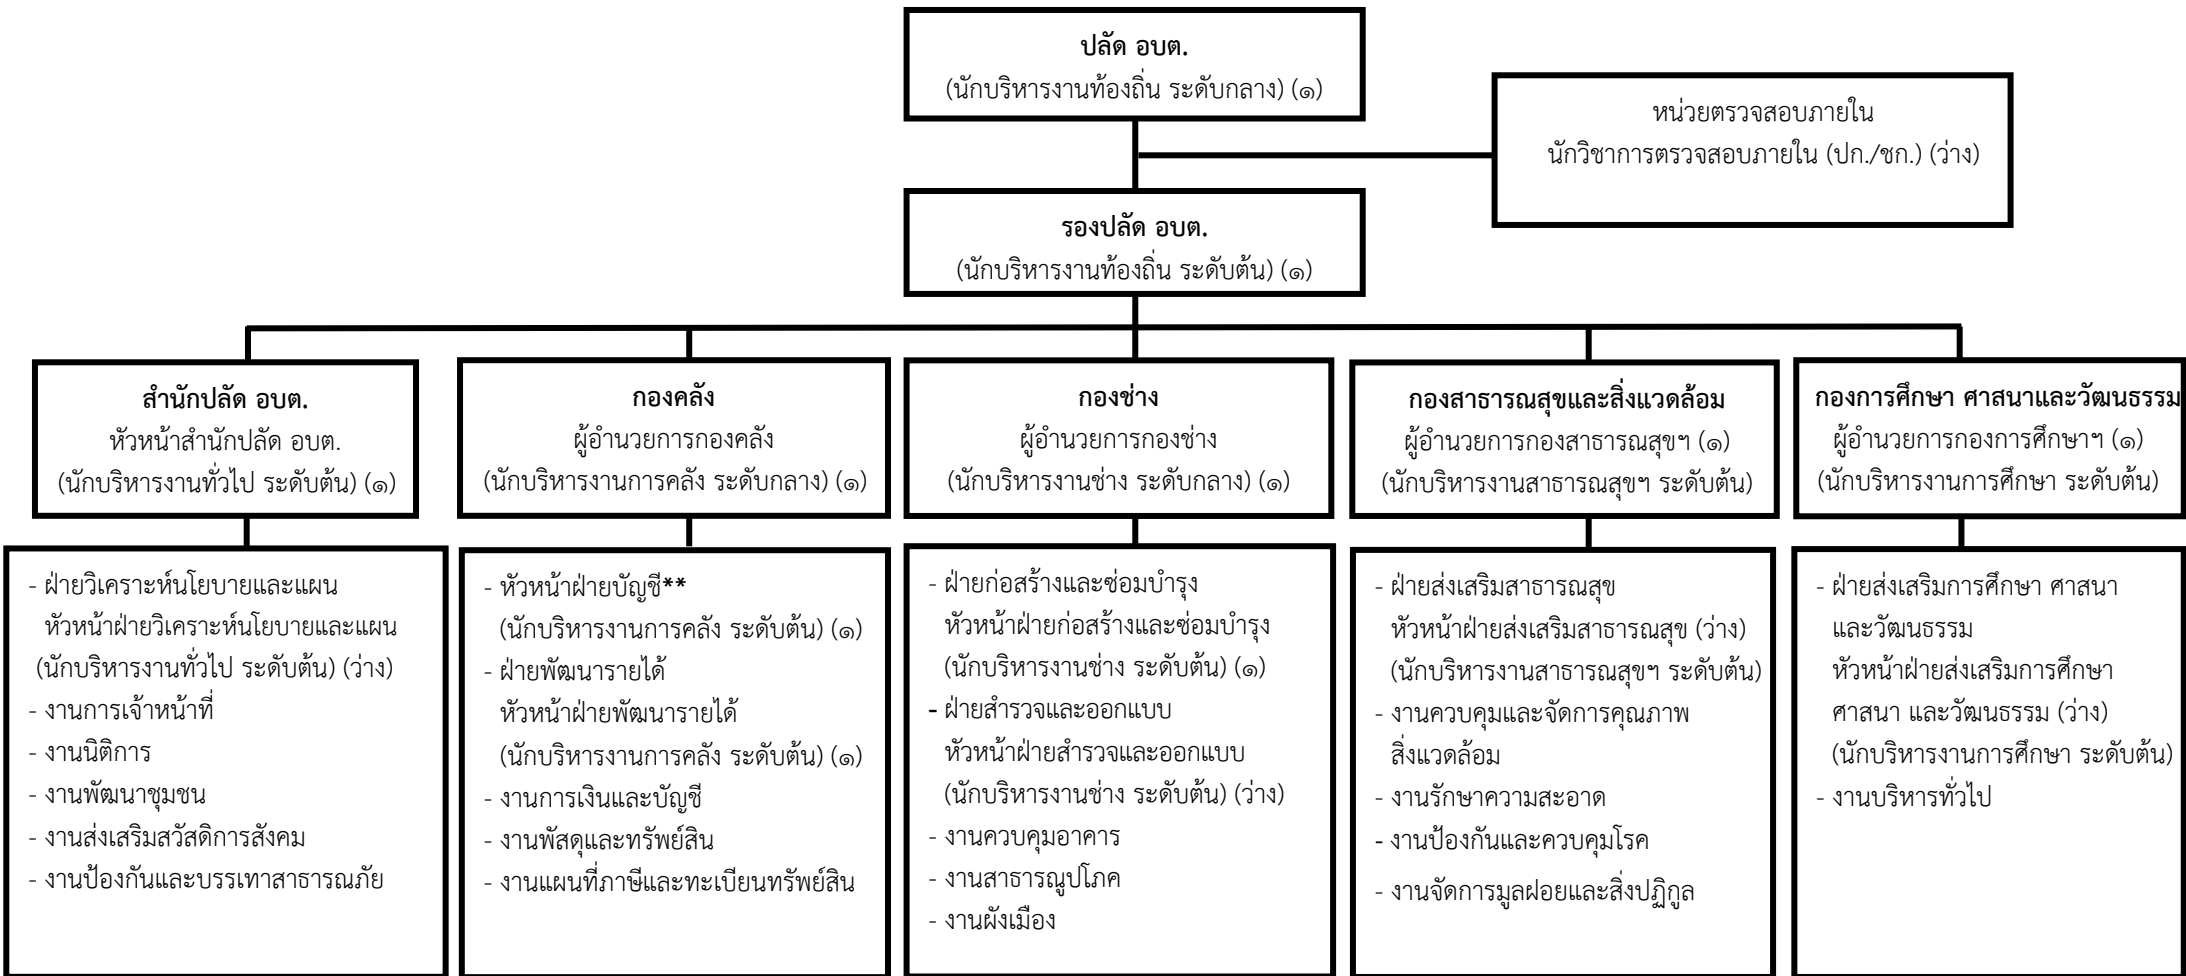 ปลัด อบต.
(นักบริหารงานท้องถิ่น ระดับกลาง) (๑)
หน่วยตรวจสอบภายใน
นักวิชาการตรวจสอบภายใน (ปก./ชก.) (ว่าง)
รองปลัด อบต.
(นักบริหารงานท้องถิ่น ระดับต้น) (๑)
สำนักปลัด อบต.
หัวหน้าสำนักปลัด อบต.
(นักบริหารงานทั่วไป ระดับต้น) (๑)
กองคลัง
ผู้อำนวยการกองคลัง
(นักบริหารงานการคลัง ระดับกลาง) (๑)
กองช่าง
ผู้อำนวยการกองช่าง
(นักบริหารงานช่าง ระดับกลาง) (๑)
กองสาธารณสุขและสิ่งแวดล้อม
ผู้อำนวยการกองสาธารณสุขฯ (๑)
(นักบริหารงานสาธารณสุขฯ ระดับต้น)
กองการศึกษา ศาสนาและวัฒนธรรม
ผู้อำนวยการกองการศึกษาฯ (๑)
(นักบริหารงานการศึกษา ระดับต้น)
- ฝ่ายวิเคราะห์นโยบายและแผน
หัวหน้าฝ่ายวิเคราะห์นโยบายและแผน
(นักบริหารงานทั่วไป ระดับต้น) (ว่าง)
- งานการเจ้าหน้าที่
- งานนิติการ
- งานพัฒนาชุมชน
- งานส่งเสริมสวัสดิการสังคม
- งานป้องกันและบรรเทาสาธารณภัย
- หัวหน้าฝ่ายบัญชี**
(นักบริหารงานการคลัง ระดับต้น) (๑)
- ฝ่ายพัฒนารายได้
หัวหน้าฝ่ายพัฒนารายได้
(นักบริหารงานการคลัง ระดับต้น) (๑)
- งานการเงินและบัญชี
- งานพัสดุและทรัพย์สิน
- งานแผนที่ภาษีและทะเบียนทรัพย์สิน
- ฝ่ายก่อสร้างและซ่อมบำรุง
หัวหน้าฝ่ายก่อสร้างและซ่อมบำรุง
(นักบริหารงานช่าง ระดับต้น) (๑)
- ฝ่ายสำรวจและออกแบบ
หัวหน้าฝ่ายสำรวจและออกแบบ
(นักบริหารงานช่าง ระดับต้น) (ว่าง)
- งานควบคุมอาคาร
- งานสาธารณูปโภค
- งานผังเมือง
- ฝ่ายส่งเสริมสาธารณสุข
หัวหน้าฝ่ายส่งเสริมสาธารณสุข (ว่าง)
(นักบริหารงานสาธารณสุขฯ ระดับต้น)
- งานควบคุมและจัดการคุณภาพ
สิ่งแวดล้อม
- งานรักษาความสะอาด
- งานป้องกันและควบคุมโรค
- งานจัดการมูลฝอยและสิ่งปฏิกูล
- ฝ่ายส่งเสริมการศึกษา ศาสนา
และวัฒนธรรม
หัวหน้าฝ่ายส่งเสริมการศึกษา
ศาสนา และวัฒนธรรม (ว่าง)
(นักบริหารงานการศึกษา ระดับต้น)
- งานบริหารทั่วไป